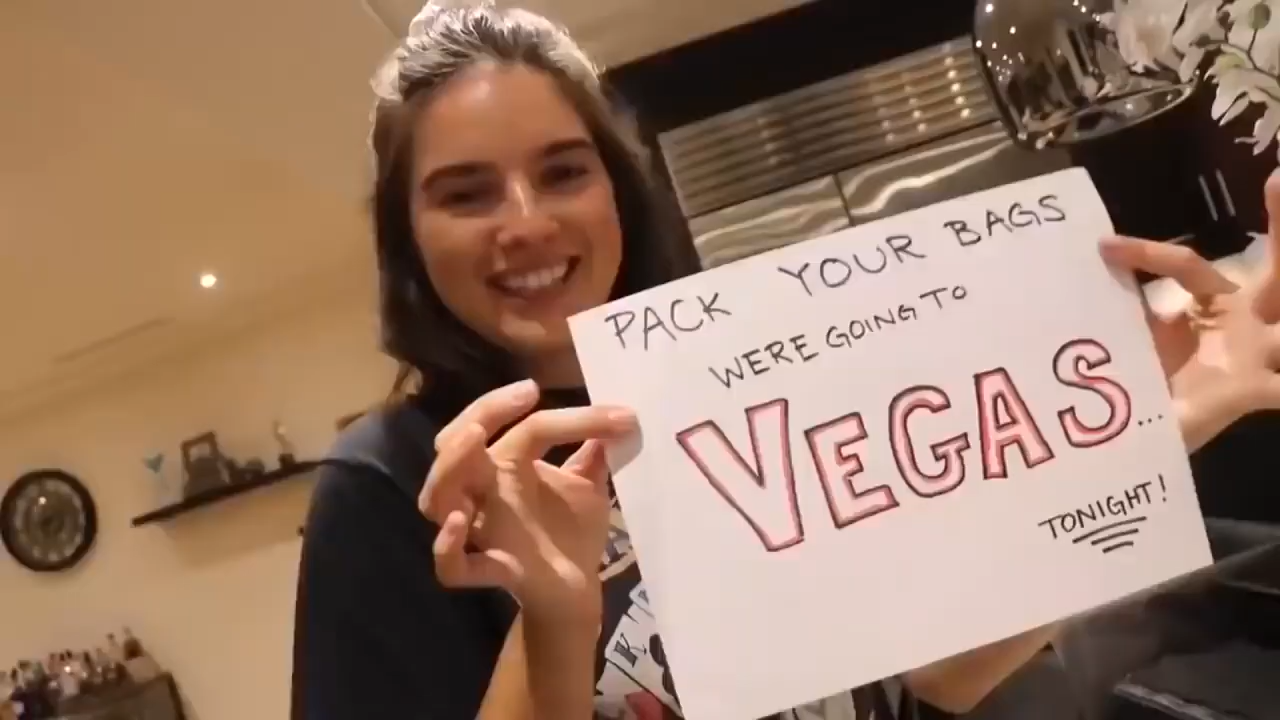 PACK YOUR BAGS
WERE GOING TO
VEGAS...
TONIGHT!
K